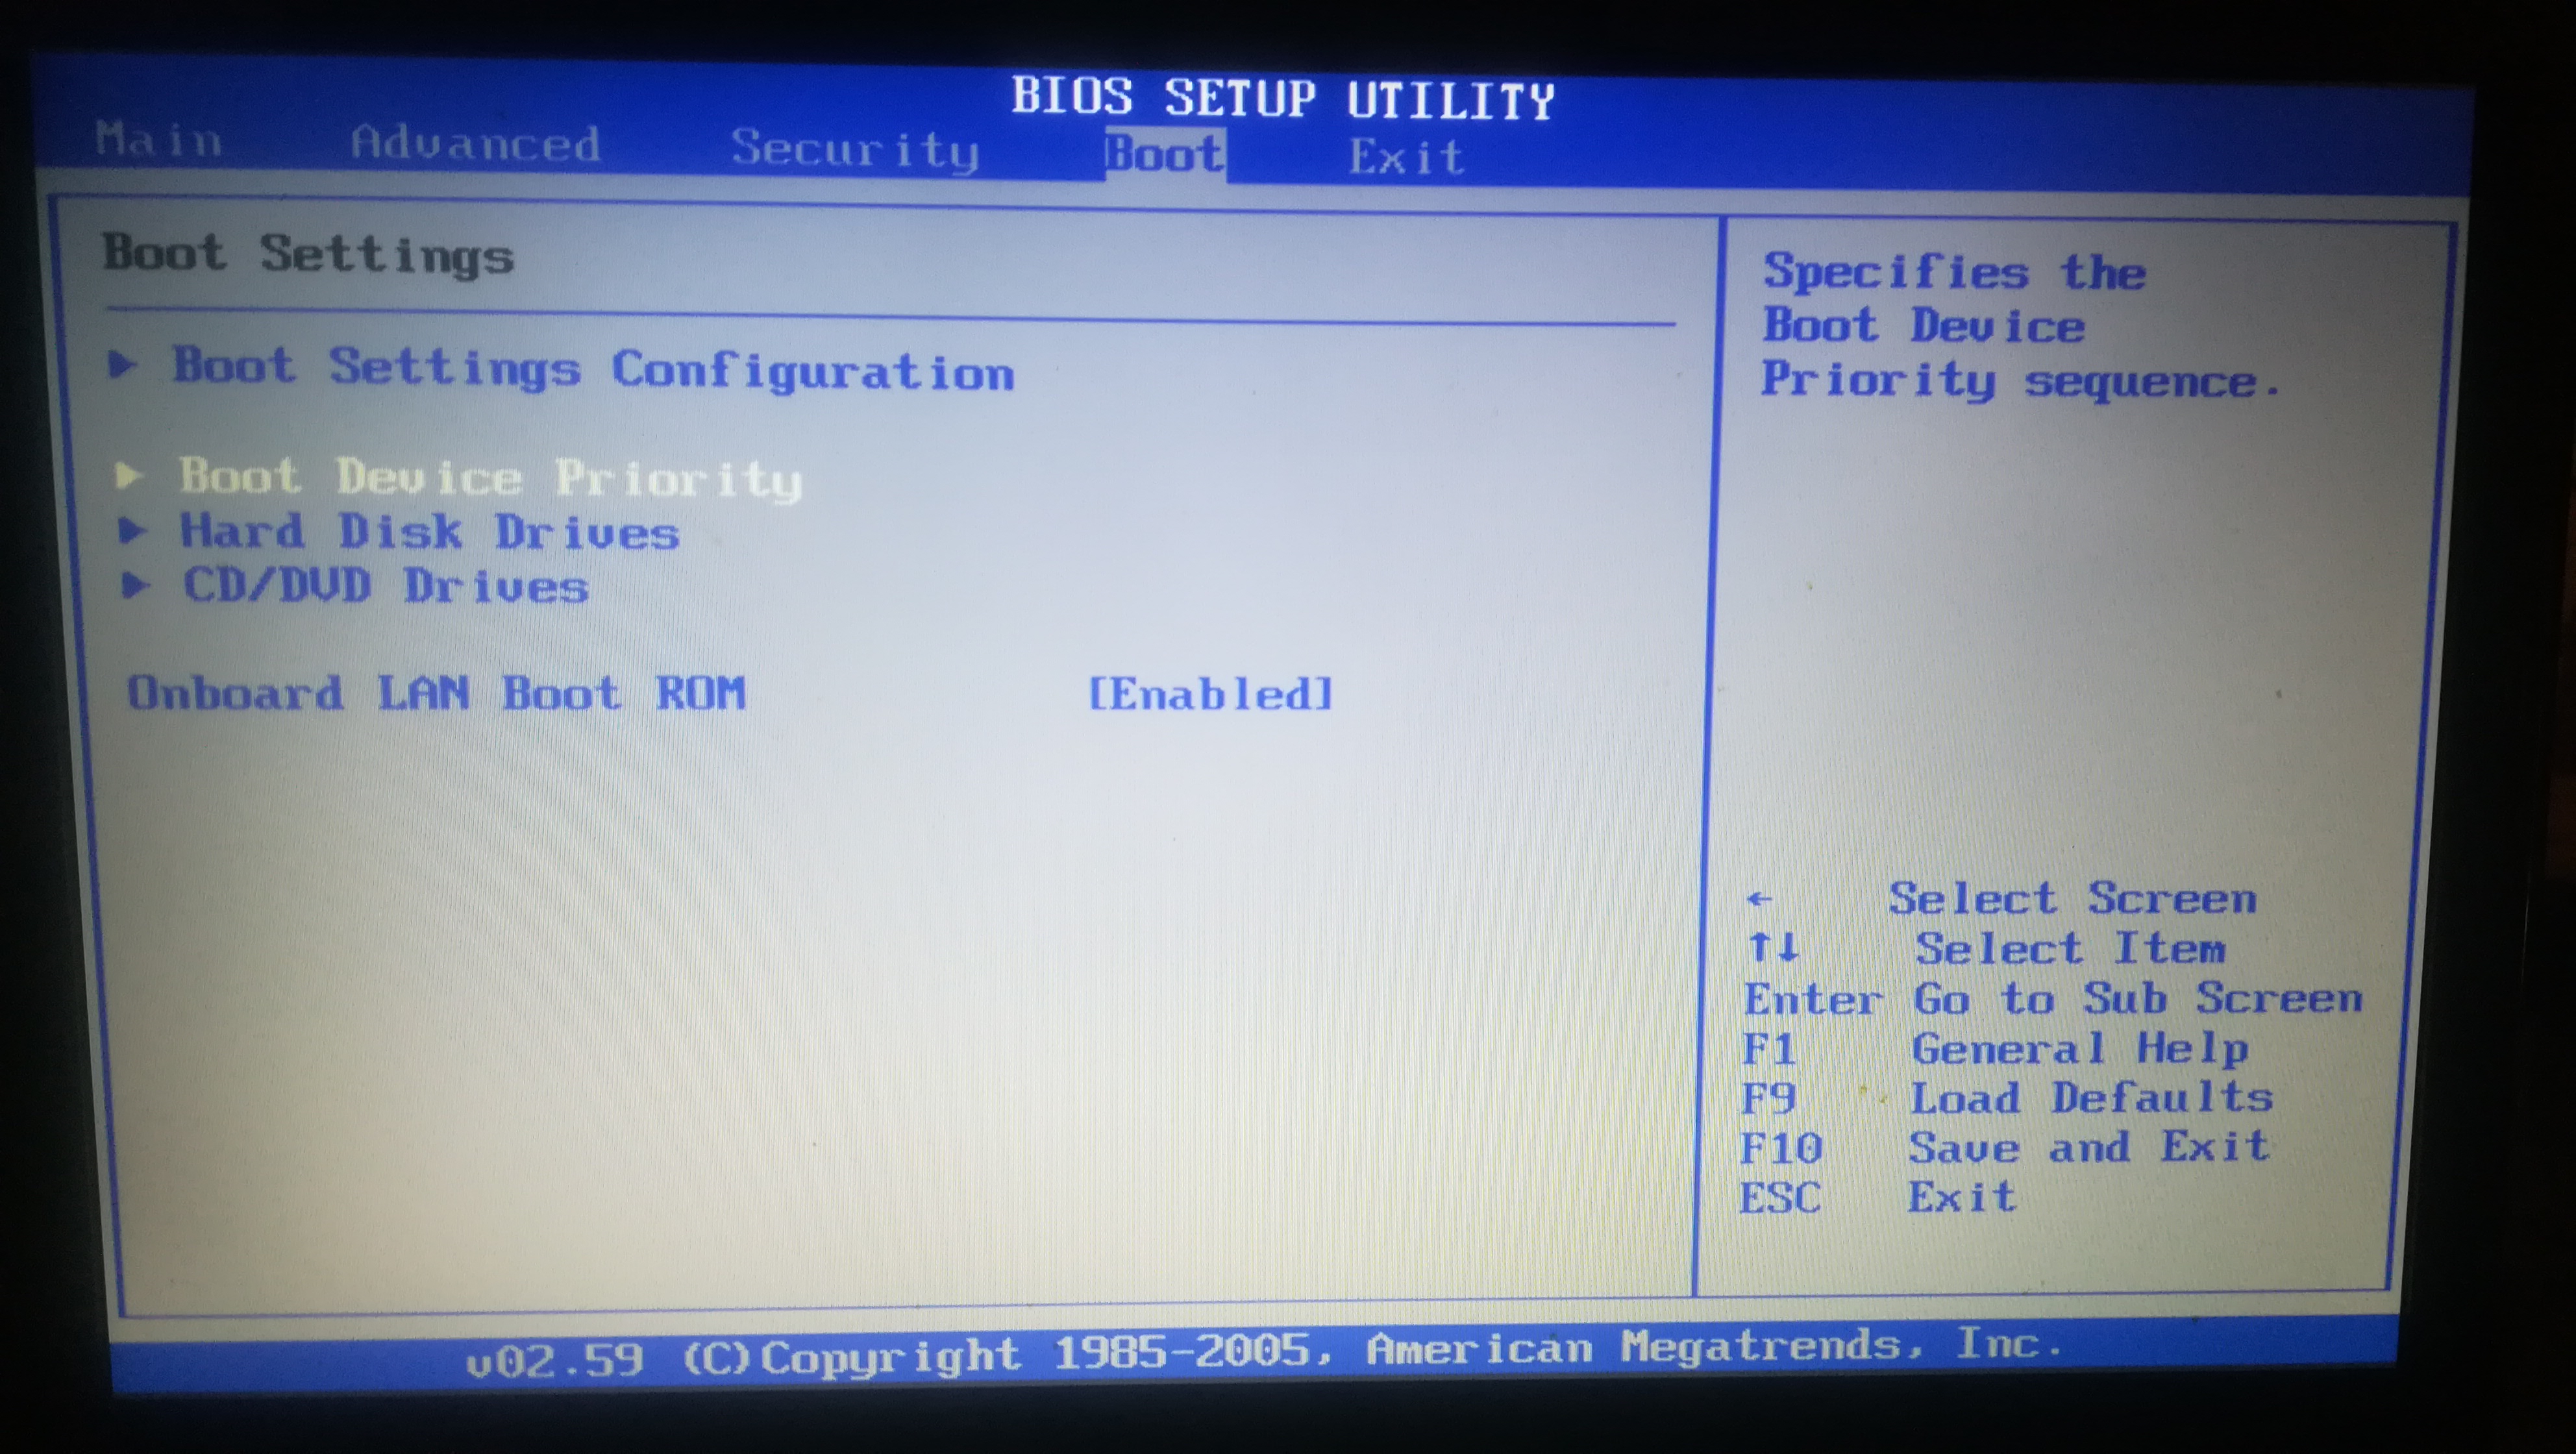 BIOS SETUP UTILITY
Main Advanced Security Boot Exit
Boot Settings
Boot Settings Configuration
Boot Device Priority
Hard Disk Drives
CD/DVD Drives
Onboard LAN Boot ROM [Enabled]
Specifies the
Boot Device
Priority sequence.
← Select Screen
↑↓ Select Item
Enter Go to Sub Screen
F1 General Help
F9 Load Defaults
F10 Save and Exit
ESC Exit
v02.59 (C)Copyright 1985-2005, American Megatrends, Inc.